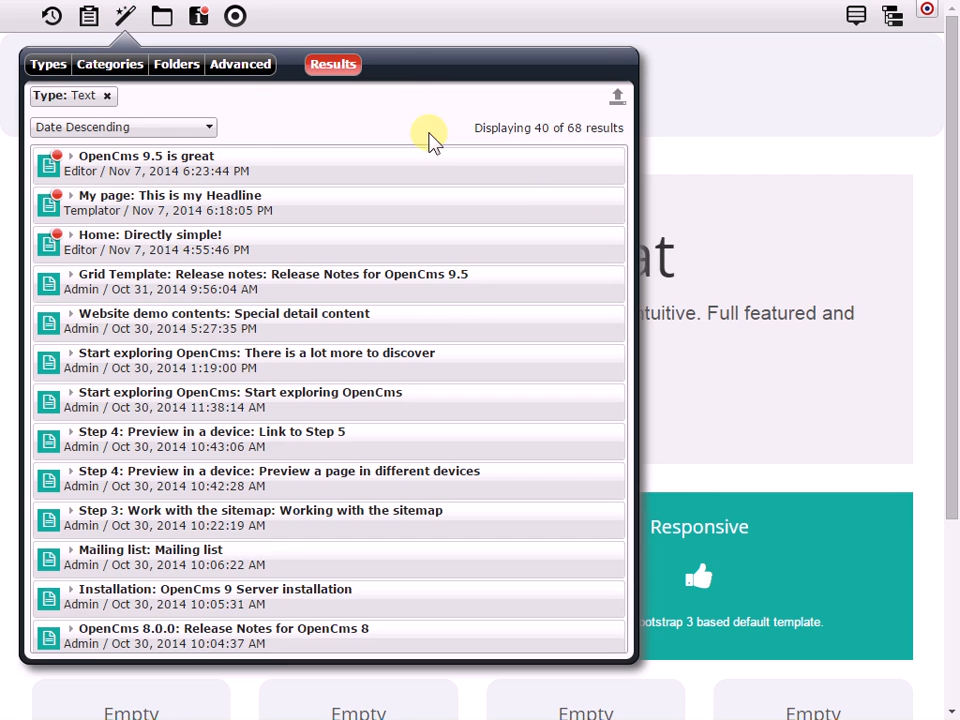 Types Categories Folders Advanced Results
Type: Text
Date Descending Displaying 40 of 68 results
OpenCms 9.5 is great
Editor / Nov 7, 2014 6:23:44 PM
My page: This is my Headline
Templator / Nov 7, 2014 6:18:05 PM
Home: Directly simple!
Editor / Nov 7, 2014 4:55:46 PM
Grid Template: Release notes: Release Notes for OpenCms 9.5
Admin / Oct 31, 2014 9:56:04 AM
Website demo contents: Special detail content
Admin / Oct 30, 2014 5:27:35 PM
Start exploring OpenCms: There is a lot more to discover
Admin / Oct 30, 2014 1:19:00 PM
Start exploring OpenCms: Start exploring OpenCms
Admin / Oct 30, 2014 11:38:14 AM
Step 4: Preview in a device: Link to Step 5
Admin / Oct 30, 2014 10:43:06 AM
Step 4: Preview in a device: Preview a page in different devices
Admin / Oct 30, 2014 10:42:28 AM
Step 3: Work with the sitemap: Working with the sitemap
Admin / Oct 30, 2014 10:22:19 AM
Mailing list: Mailing list
Admin / Oct 30, 2014 10:06:22 AM
Installation: OpenCms 9 Server installation
Admin / Oct 30, 2014 10:05:31 AM
OpenCms 8.0.0: Release Notes for OpenCms 8
Admin / Oct 30, 2014 10:04:37 AM
at
ntuitive. Full featured and
Responsive
ootstrap 3 based default template.
Empty Empty Empty Empty